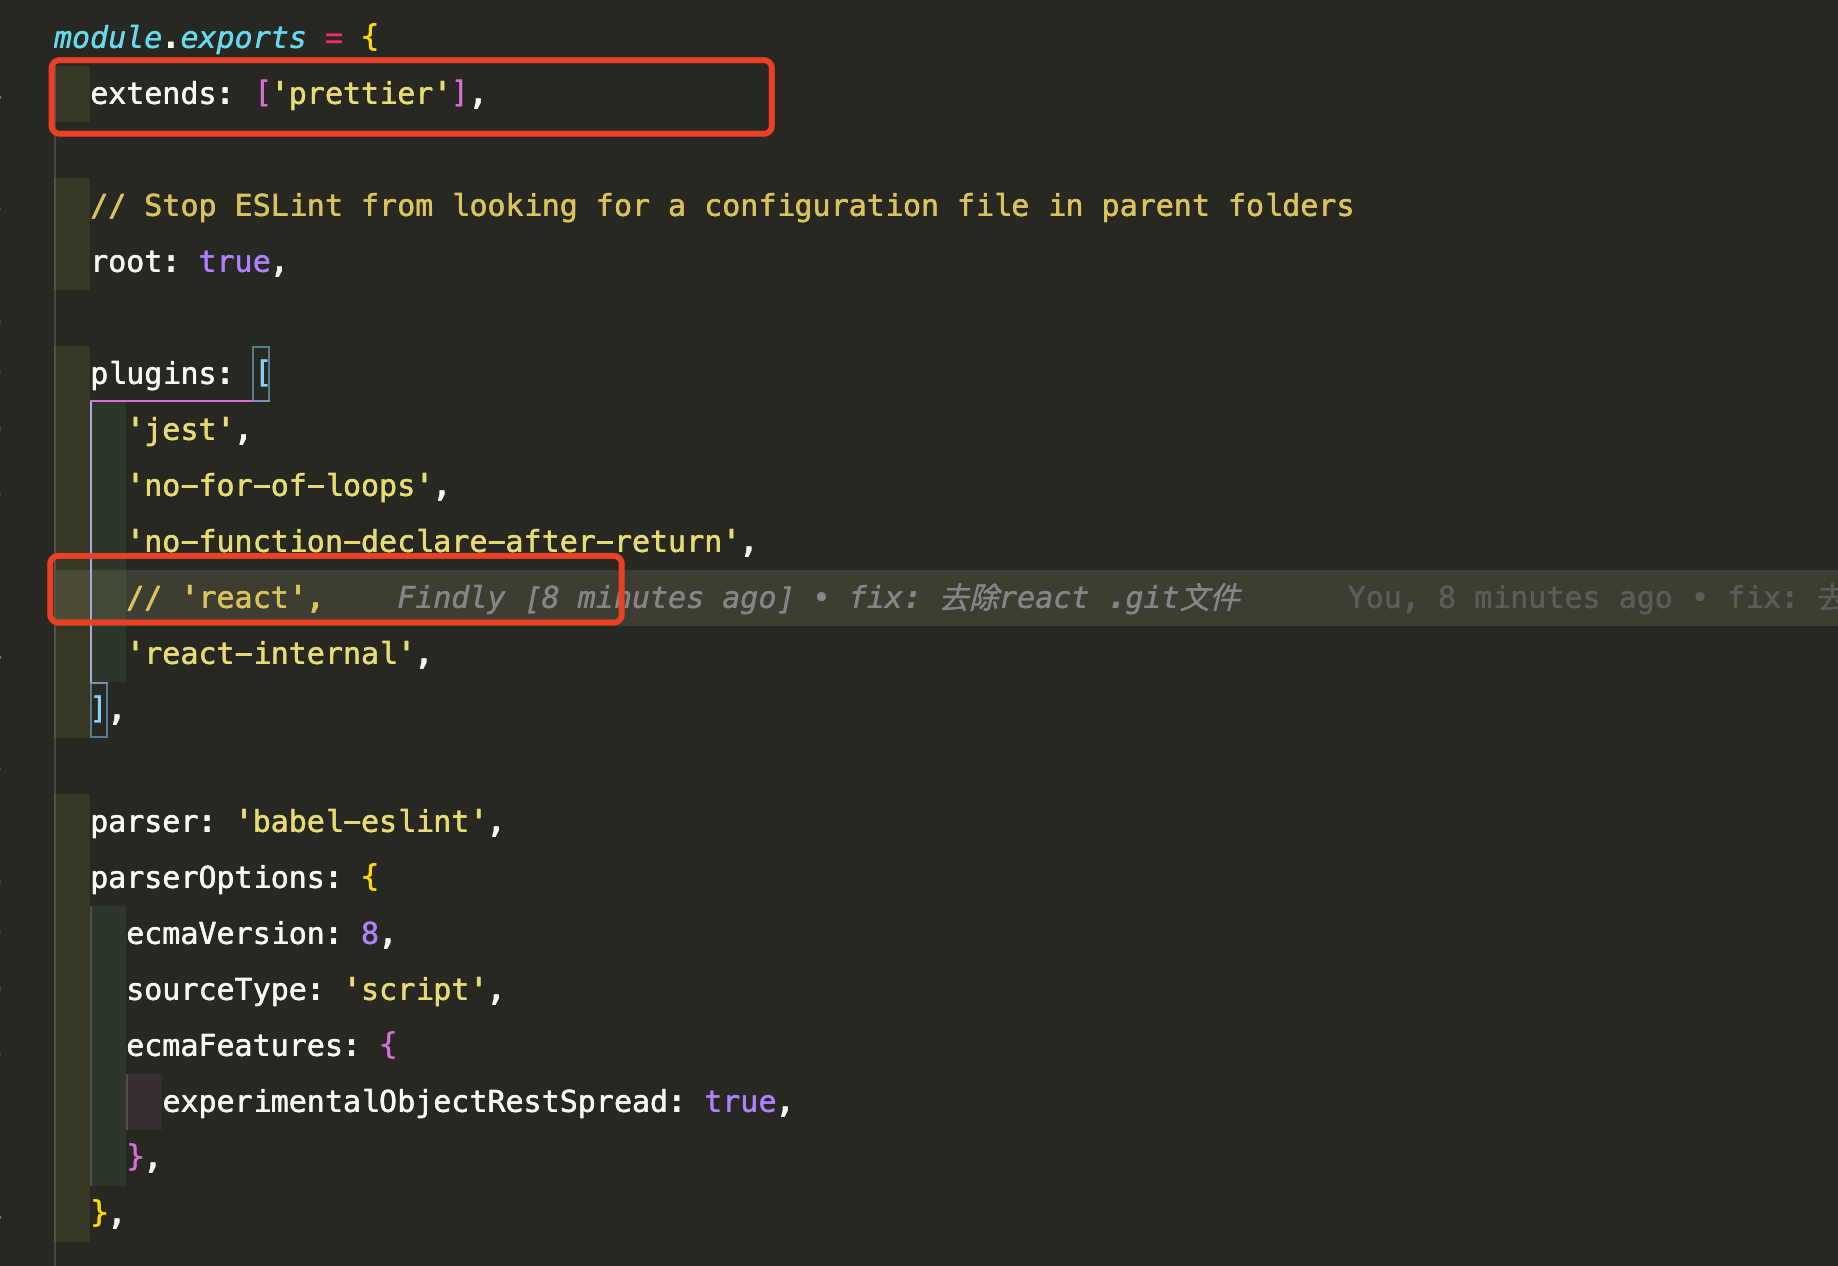 module.exports = {
extends: ['prettier'],
// Stop ESLint from looking for a configuration file in parent folders
root: true,
plugins: [
'jest',
'no-for-of-loops',
'no-function-declare-after-return',
// 'react', Findly [8 minutes ago] • fix: 去除react .git文件 You, 8 minutes ago • fix: 去
'react-internal',
],
parser: 'babel-eslint',
parserOptions: {
ecmaVersion: 8,
sourceType: 'script',
ecmaFeatures: {
experimentalObjectRestSpread: true,
},
},